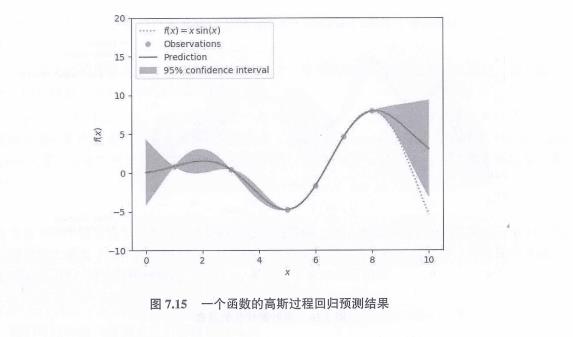 20
15
10
5
0
−5
−10
f(x)
f(x) = x sin(x)
Observations
Prediction
95% confidence interval
0 2 4 6 8 10
x
图 7.15 一个函数的高斯过程回归预测结果